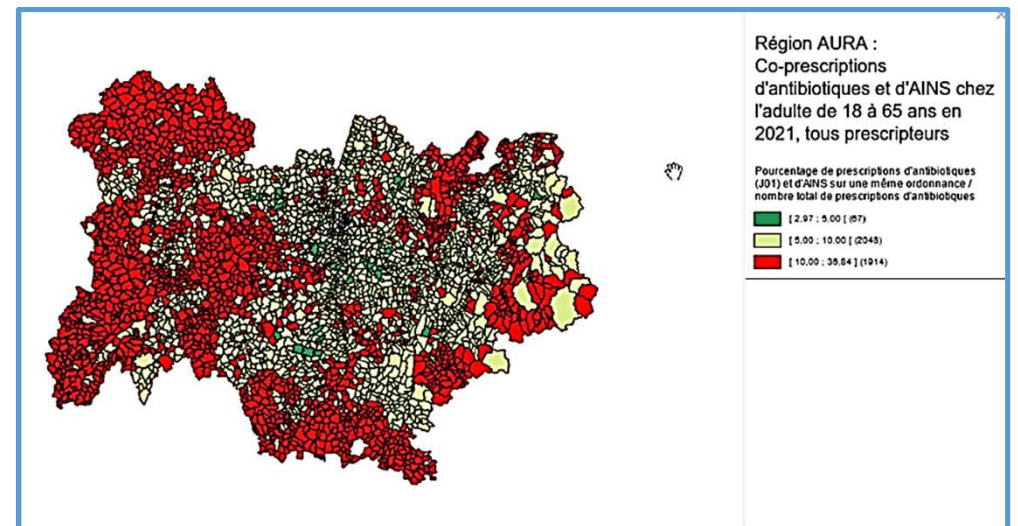 Région AURA :
Co-prescriptions
d'antibiotiques et d'AINS chez
l'adulte de 18 à 65 ans en
2021, tous prescripteurs
Pourcentage de prescriptions d'antibiotiques
(J01) et d'AINS sur une même ordonnance /
nombre total de prescriptions d'antibiotiques
[ 2,97 ; 5,00 [ (67)
[ 5,00 ; 10,00 [ (2048)
[ 10,00 ; 36,84 ] (1914)